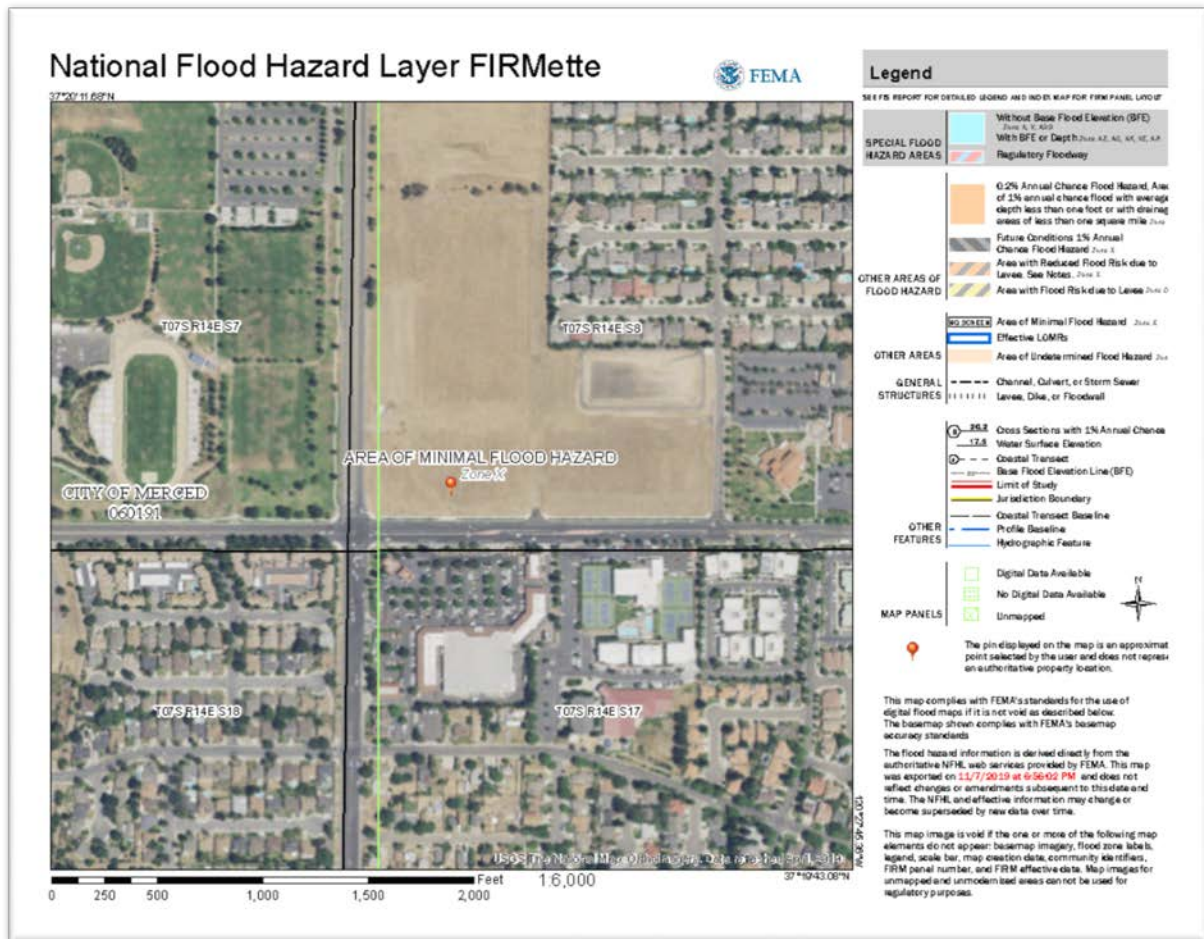 National Flood Hazard Layer FIRMette
FEMA
37°20'11.68"N
T07S R14E S7
T07S R14E S8
AREA OF MINIMAL FLOOD HAZARD
Zone X
CITY OF MERCED
060191
T07S R14E S18
T07S R14E S17
USGS The National Map:
37°19'43.08"N
Feet
1:6,000
0 250 500 1,000 1,500 2,000
Legend
SEE FIS REPORT FOR DETAILED LEGEND AND INDEX MAP FOR FIRM PANEL LAYOUT
SPECIAL FLOOD
HAZARD AREAS
Without Base Flood Elevation (BFE)
Zone A, V, A99
With BFE or Depth Zone AE, AO, AH, VE, AR
Regulatory Floodway
OTHER AREAS OF
FLOOD HAZARD
0.2% Annual Chance Flood Hazard, Area
of 1% annual chance flood with average
depth less than one foot or with drainag
areas of less than one square mile Zone
Future Conditions 1% Annual
Chance Flood Hazard Zone X
Area with Reduced Flood Risk due to
Levee. See Notes. Zone X
Area with Flood Risk due to Levee Zone D
OTHER AREAS
NO SCREEN Area of Minimal Flood Hazard Zone X
Effective LOMRs
Area of Undetermined Flood Hazard Zon
GENERAL
STRUCTURES
Channel, Culvert, or Storm Sewer
Levee, Dike, or Floodwall
OTHER
FEATURES
20.2 Cross Sections with 1% Annual Chance
17.5 Water Surface Elevation
Coastal Transect
Base Flood Elevation Line (BFE)
Limit of Study
Jurisdiction Boundary
Coastal Transect Baseline
Profile Baseline
Hydrographic Feature
MAP PANELS
Digital Data Available
No Digital Data Available
Unmapped
N
The pin displayed on the map is an approximat
point selected by the user and does not represe
an authoritative property location.
This map complies with FEMA's standards for the use of
digital flood maps if it is not void as described below.
The basemap shown complies with FEMA's basemap
accuracy standards
The flood hazard information is derived directly from the
authoritative NFHL web services provided by FEMA. This map
was exported on 11/7/2019 at 6:56:02 PM and does not
reflect changes or amendments subsequent to this date and
time. The NFHL and effective information may change or
become superseded by new data over time.
This map image is void if the one or more of the following map
elements do not appear: basemap imagery, flood zone labels,
legend, scale bar, map creation date, community identifiers,
FIRM panel number, and FIRM effective date. Map images for
unmapped and unmodernized areas cannot be used for
regulatory purposes.